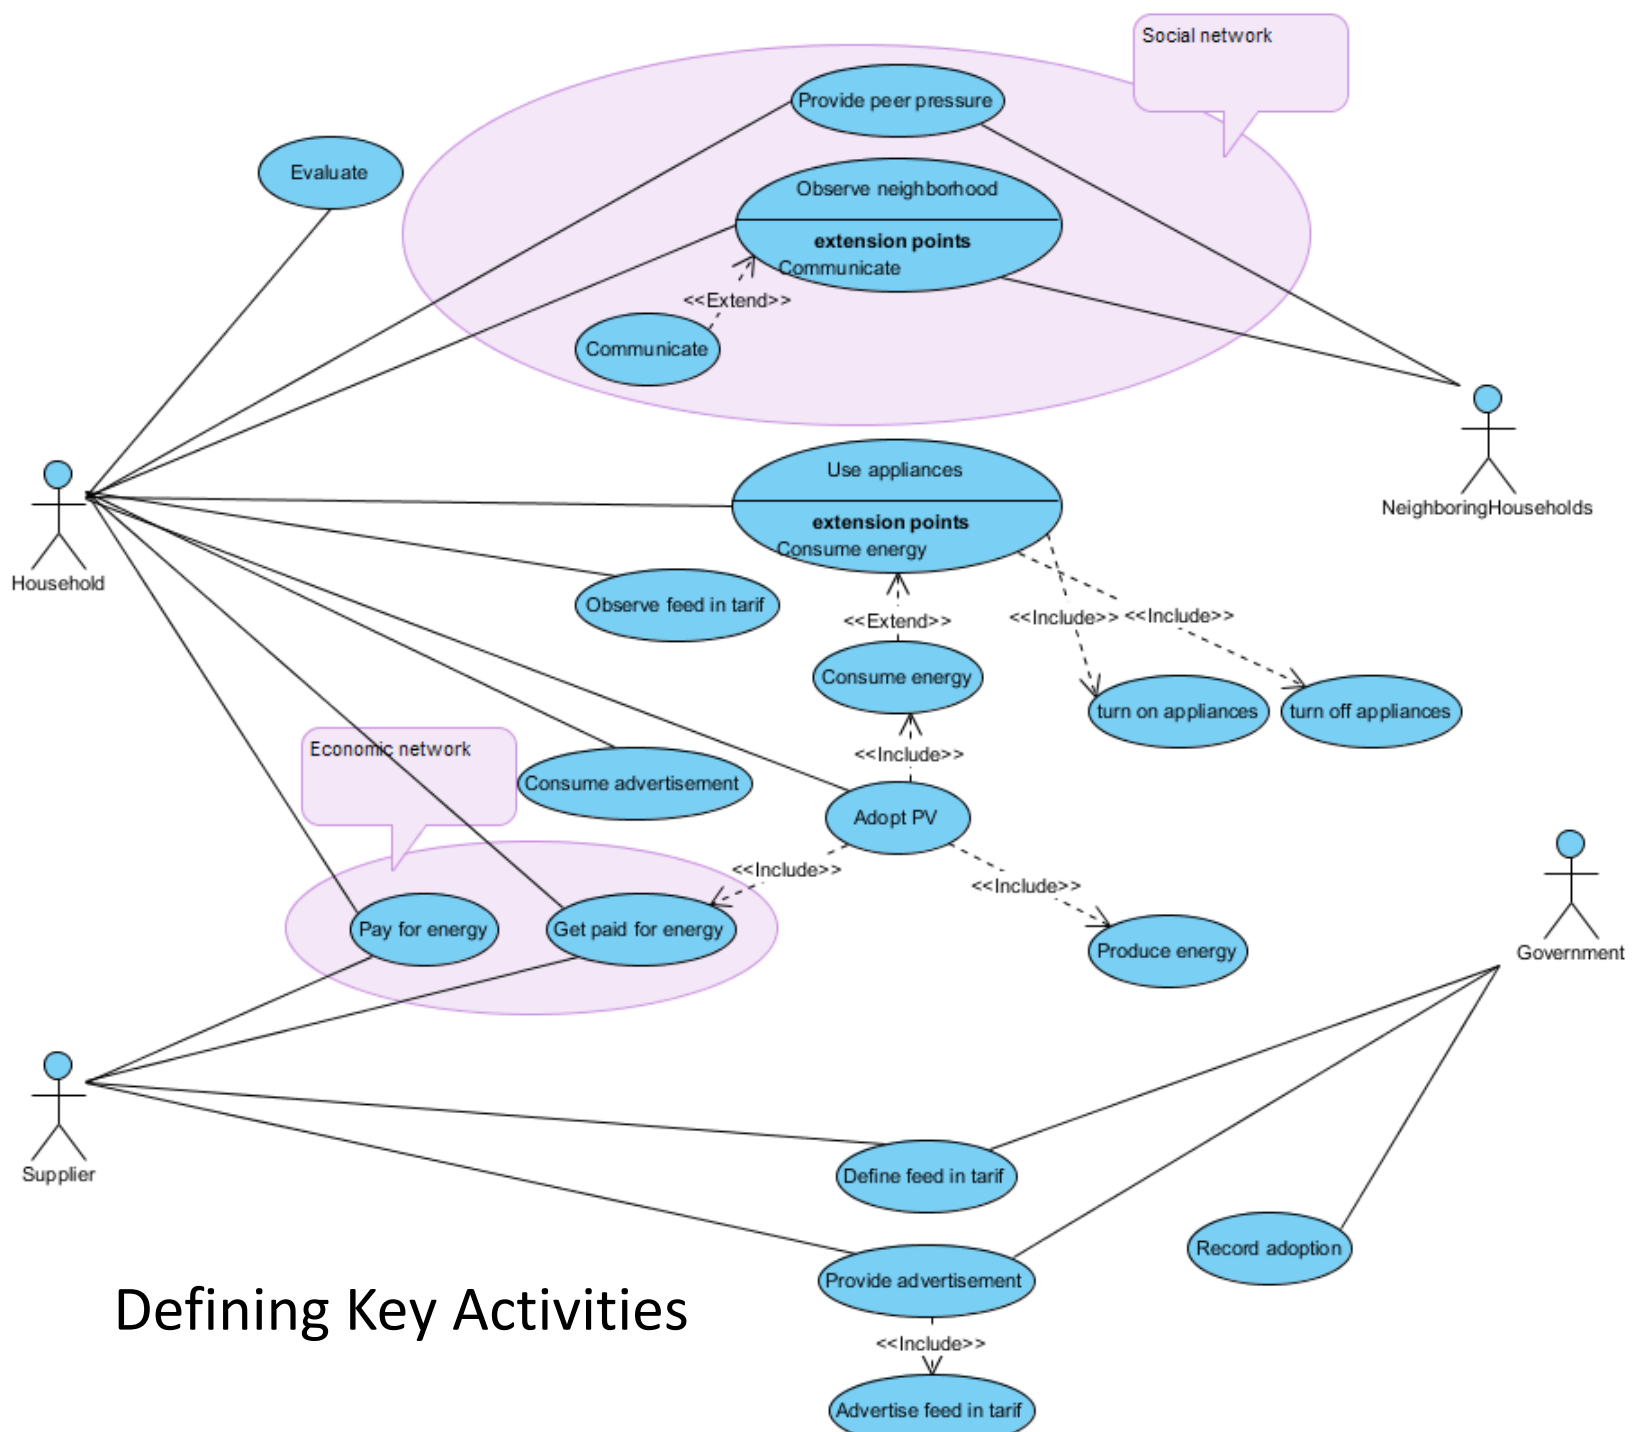 Social network
Provide peer pressure
Evaluate
Observe neighborhood
extension points
Communicate
<<Extend>>
Communicate
Use appliances
extension points
Consume energy
NeighboringHouseholds
Household
Observe feed in tarif
<<Extend>>
<<Include>>
<<Include>>
Consume energy
turn on appliances
turn off appliances
Economic network
<<Include>>
Consume advertisement
Adopt PV
<<Include>>
<<Include>>
Pay for energy
Get paid for energy
Produce energy
Government
Supplier
Define feed in tarif
Record adoption
Provide advertisement
Defining Key Activities
<<Include>>
Advertise feed in tarif